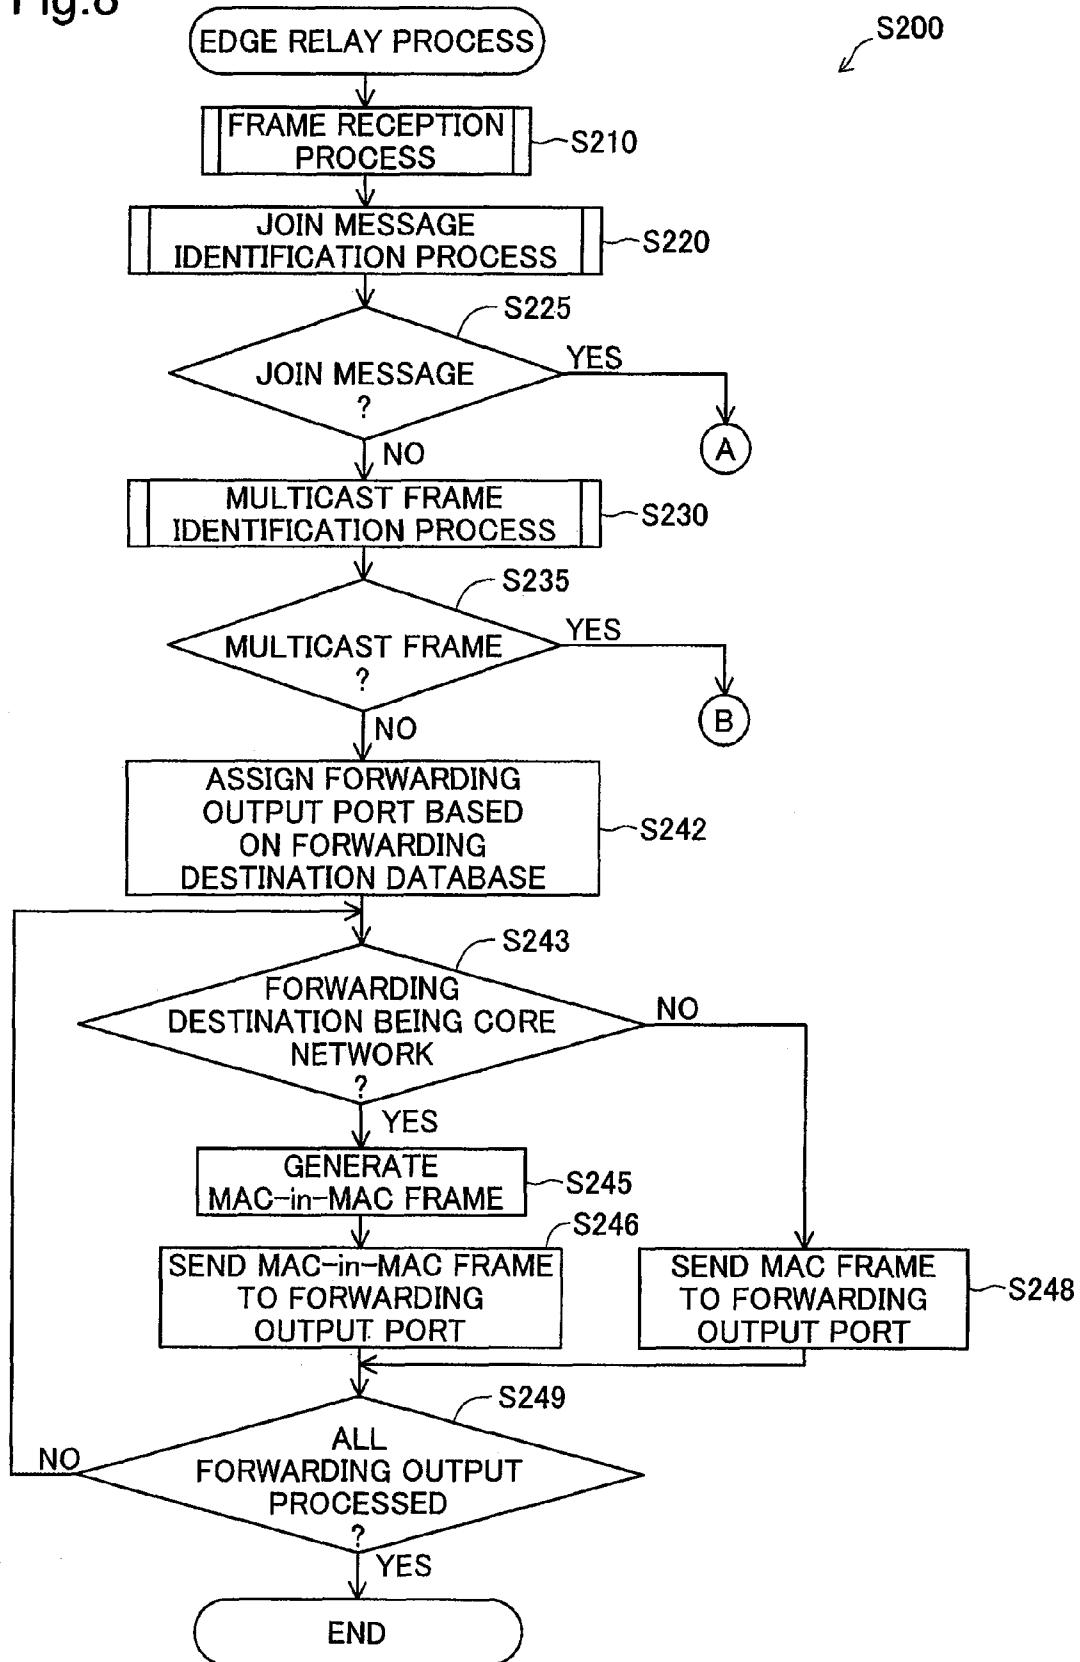 Fig.8
S200
EDGE RELAY PROCESS
FRAME RECEPTION
PROCESS
S210
JOIN MESSAGE
IDENTIFICATION PROCESS
S220
S225
JOIN MESSAGE
?
YES
A
NO
MULTICAST FRAME
IDENTIFICATION PROCESS
S230
S235
MULTICAST FRAME
?
YES
B
NO
ASSIGN FORWARDING
OUTPUT PORT BASED
ON FORWARDING
DESTINATION DATABASE
S242
S243
FORWARDING
DESTINATION BEING CORE
NETWORK
?
NO
YES
GENERATE
MAC-in-MAC FRAME
S245
S246
SEND MAC-in-MAC FRAME
TO FORWARDING
OUTPUT PORT
SEND MAC FRAME
TO FORWARDING
OUTPUT PORT
S248
S249
ALL
FORWARDING OUTPUT
PROCESSED
?
NO
YES
END